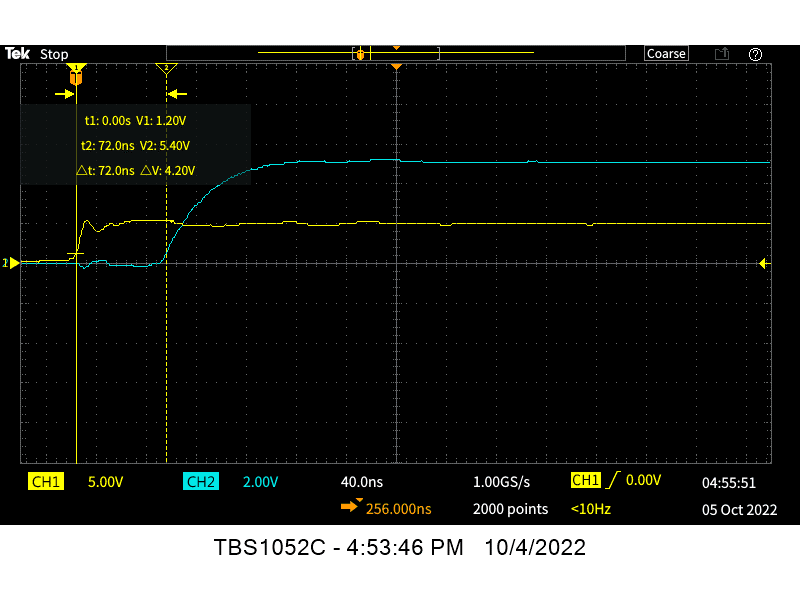 Tek Stop Coarse
1 2
t1: 0.00s V1: 1.20V
t2: 72.0ns V2: 5.40V
△t: 72.0ns △V: 4.20V
CH1 5.00V CH2 2.00V 40.0ns 1.00GS/s CH1 0.00V 04:55:51
256.000ns 2000 points <10Hz 05 Oct 2022
TBS1052C - 4:53:46 PM 10/4/2022